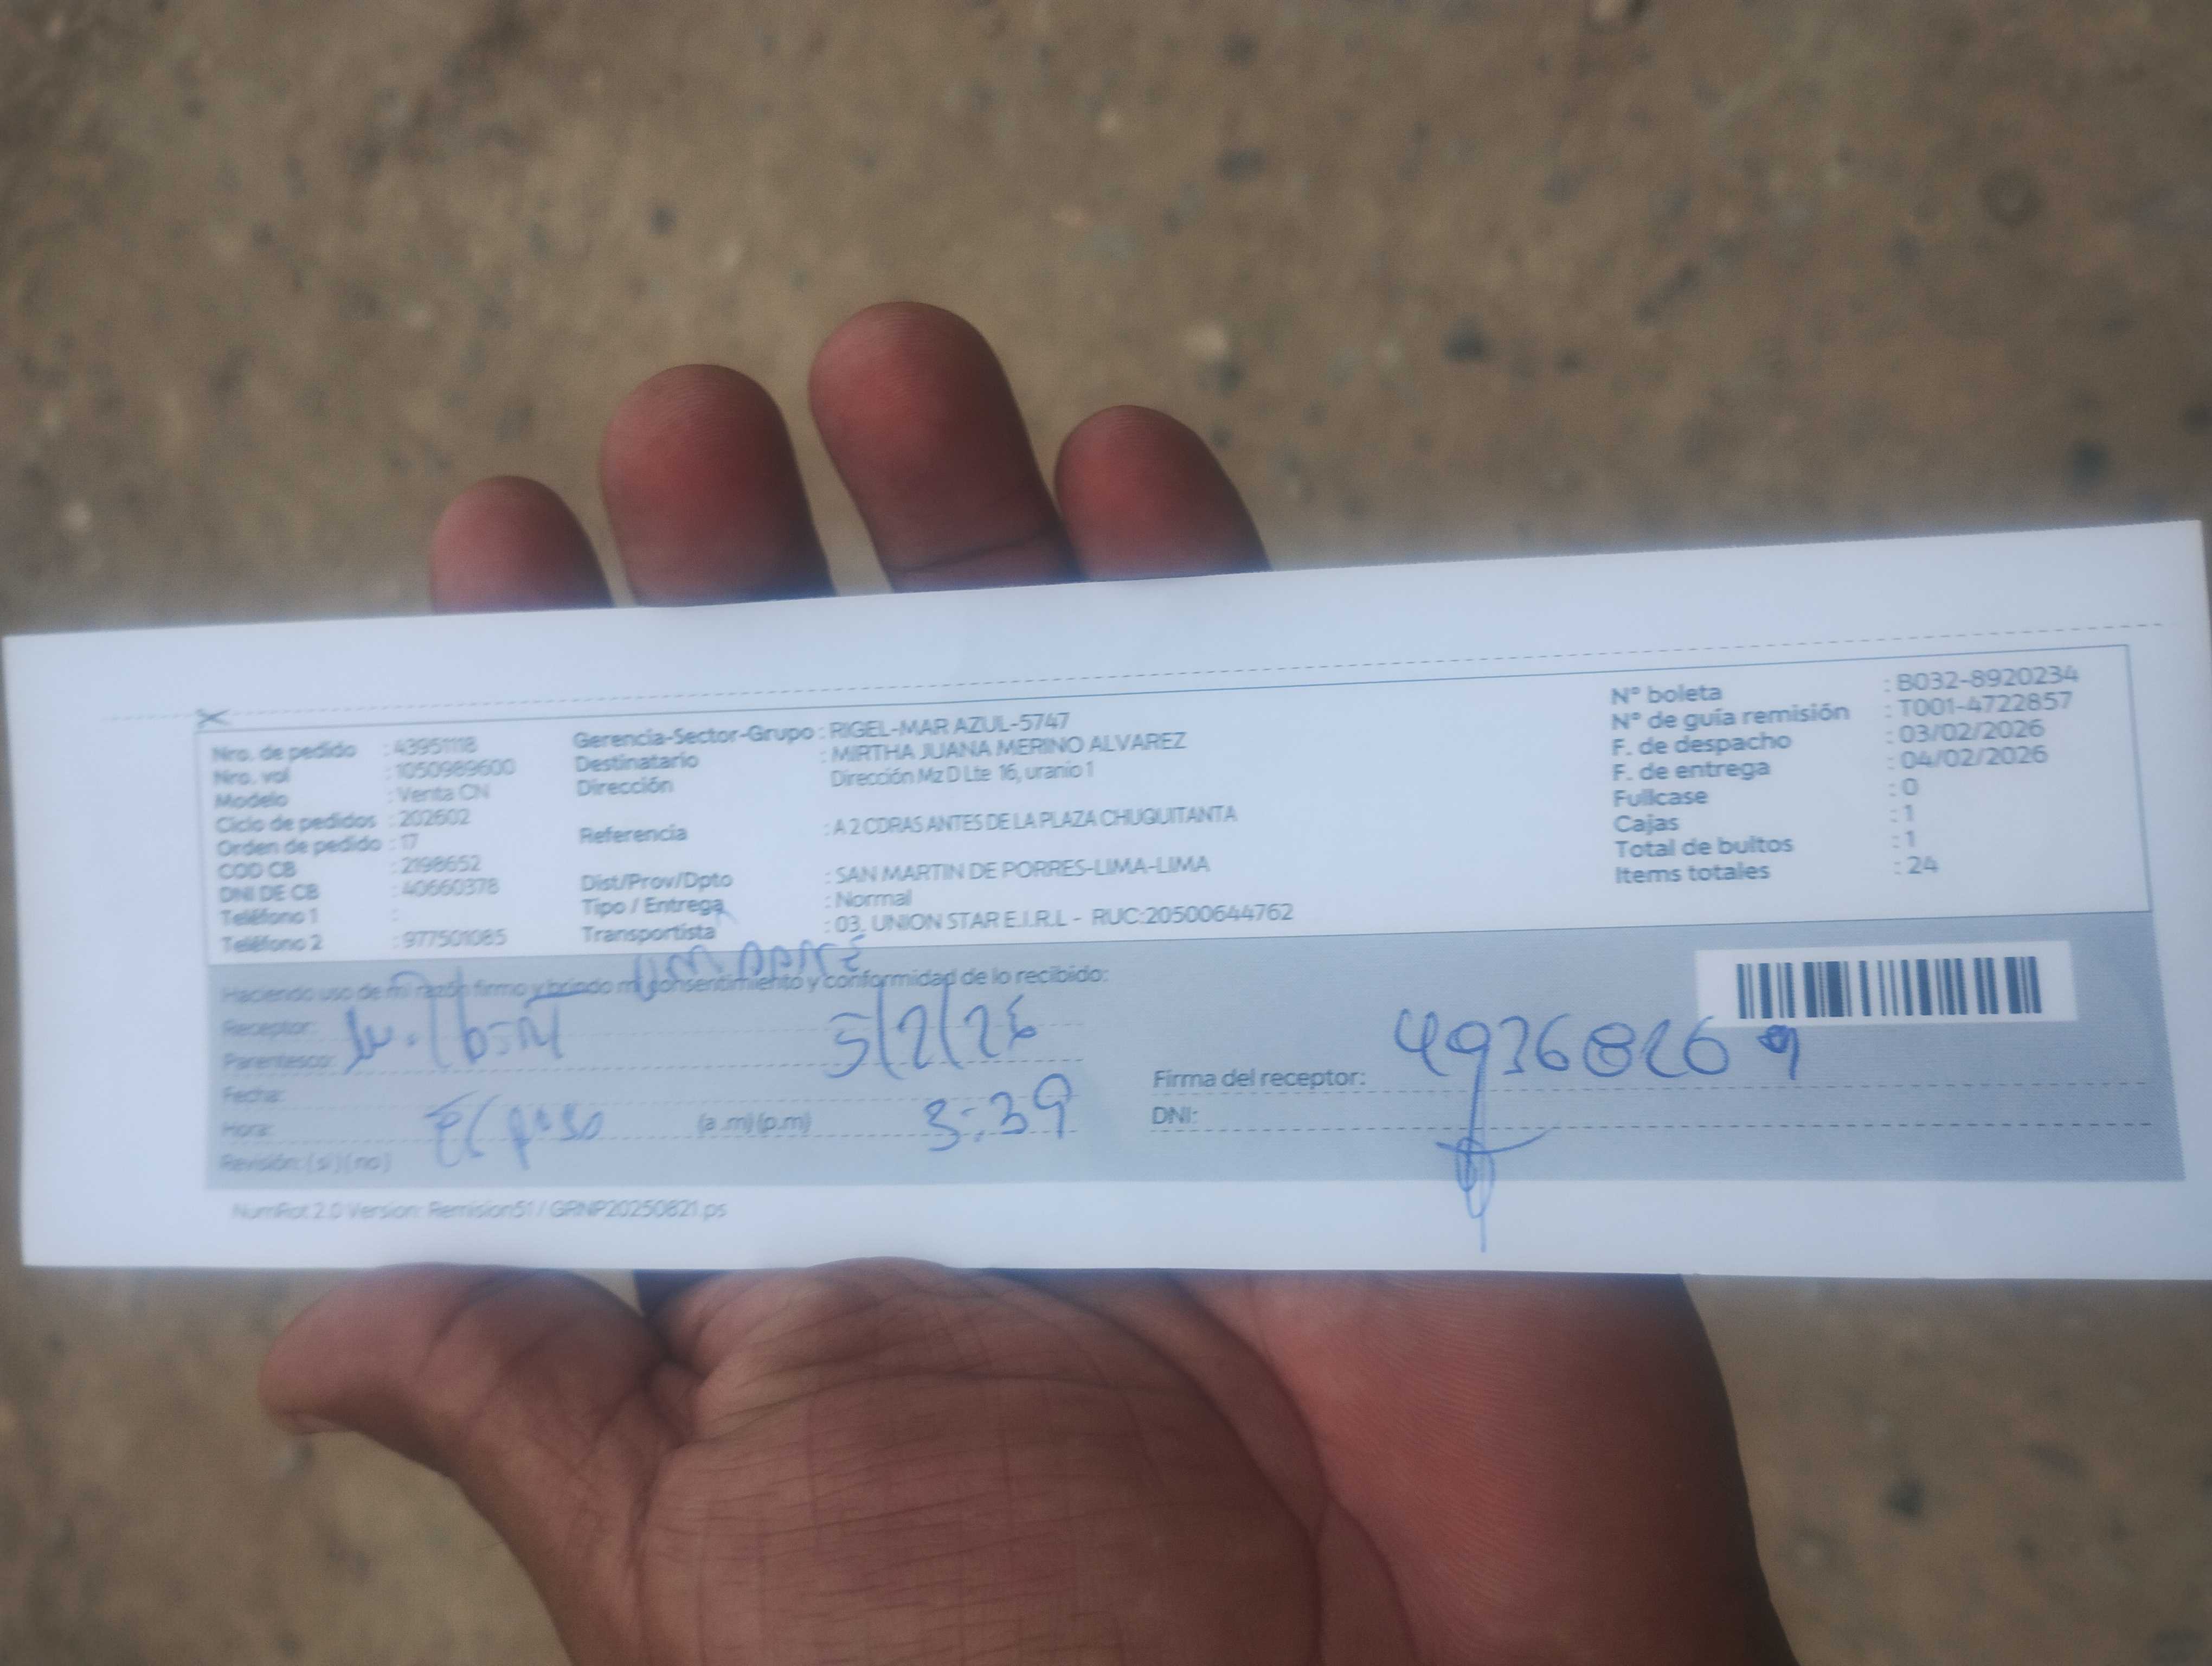 Nro. de pedido : 43951118
Nro. vol : 1050989600
Modelo : Venta CN
Ciclo de pedidos : 202602
Orden de pedido : 17
COD CB : 2198652
DNI DE CB : 40660378
Teléfono 1 :
Teléfono 2 : 977501085
Gerencia-Sector-Grupo : RIGEL-MAR AZUL-5747
Destinatario : MIRTHA JUANA MERINO ALVAREZ
Dirección Dirección Mz D Lte 16, uranio 1
Referencia : A 2 CDRAS ANTES DE LA PLAZA CHUQUITANTA
Dist/Prov/Dpto : SAN MARTIN DE PORRES-LIMA-LIMA
Tipo / Entrega : Normal
Transportista : 03. UNION STAR E.I.R.L - RUC:20500644762
N° boleta : B032-8920234
N° de guía remisión : T001-4722857
F. de despacho : 03/02/2026
F. de entrega : 04/02/2026
Fullcase : 0
Cajas : 1
Total de bultos : 1
Items totales : 24
Haciendo uso de mi razón firmo y brindo mi consentimiento y conformidad de lo recibido:
Receptor:
Parentesco: 5/2/26
Fecha:
Hora: (a .m) (p.m) 3:39
Revisión: ( si ) ( no )
Firma del receptor:
DNI:
NumRot 2.0 Version: Remision51 / GRNP20250821.ps